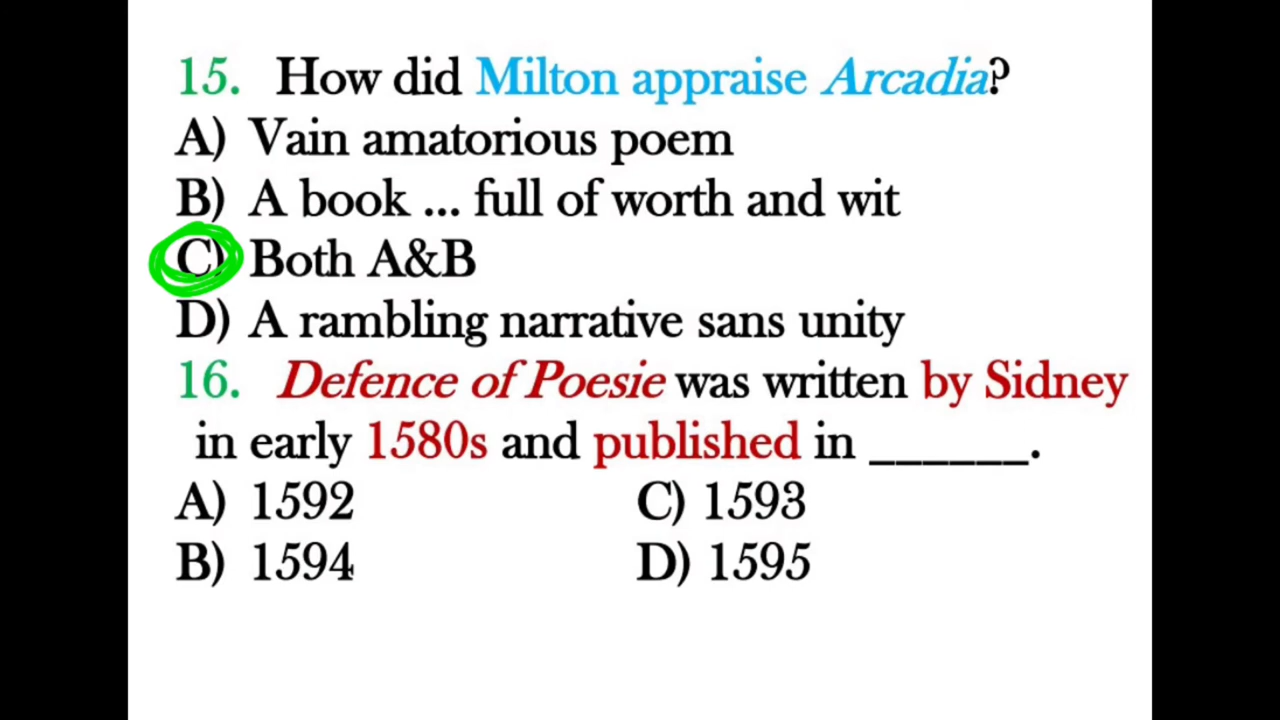 15. How did Milton appraise Arcadia?
A) Vain amatorious poem
B) A book ... full of worth and wit
C) Both A&B
D) A rambling narrative sans unity
16. Defence of Poesie was written by Sidney
in early 1580s and published in ______.
A) 1592 C) 1593
B) 1594 D) 1595